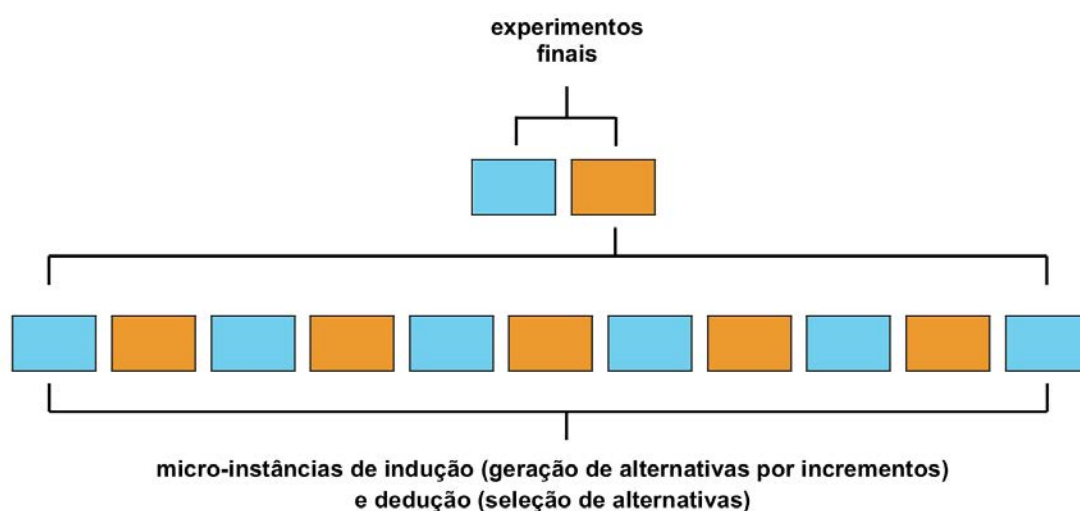 experimentos
finais
micro-instâncias de indução (geração de alternativas por incrementos)
e dedução (seleção de alternativas)